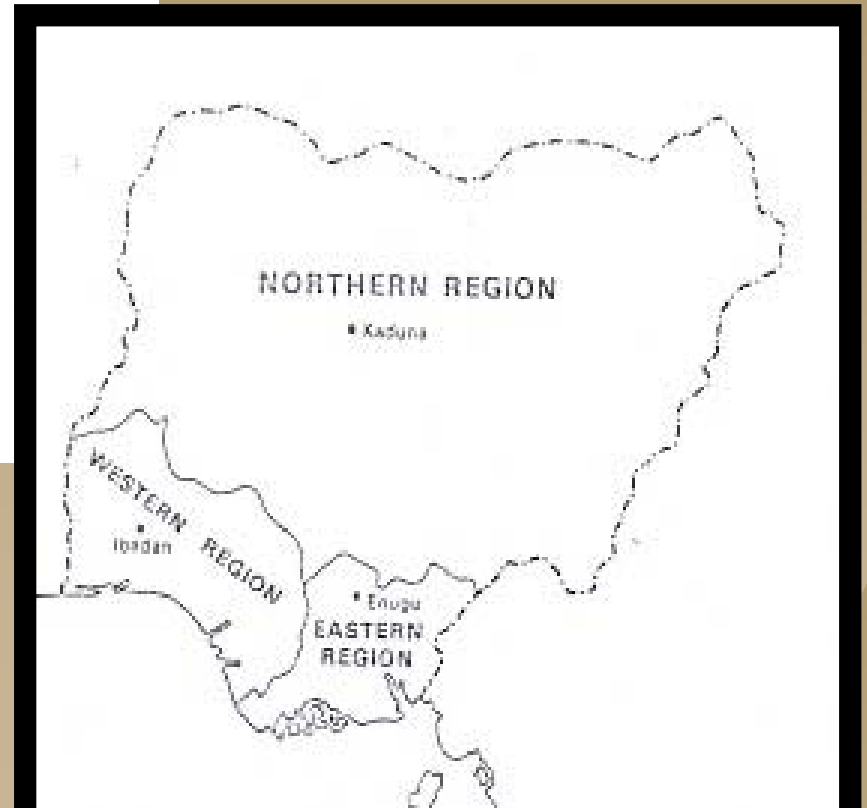 NORTHERN REGION
Kaduna
WESTERN REGION
Ibadan
Enugu
EASTERN
REGION